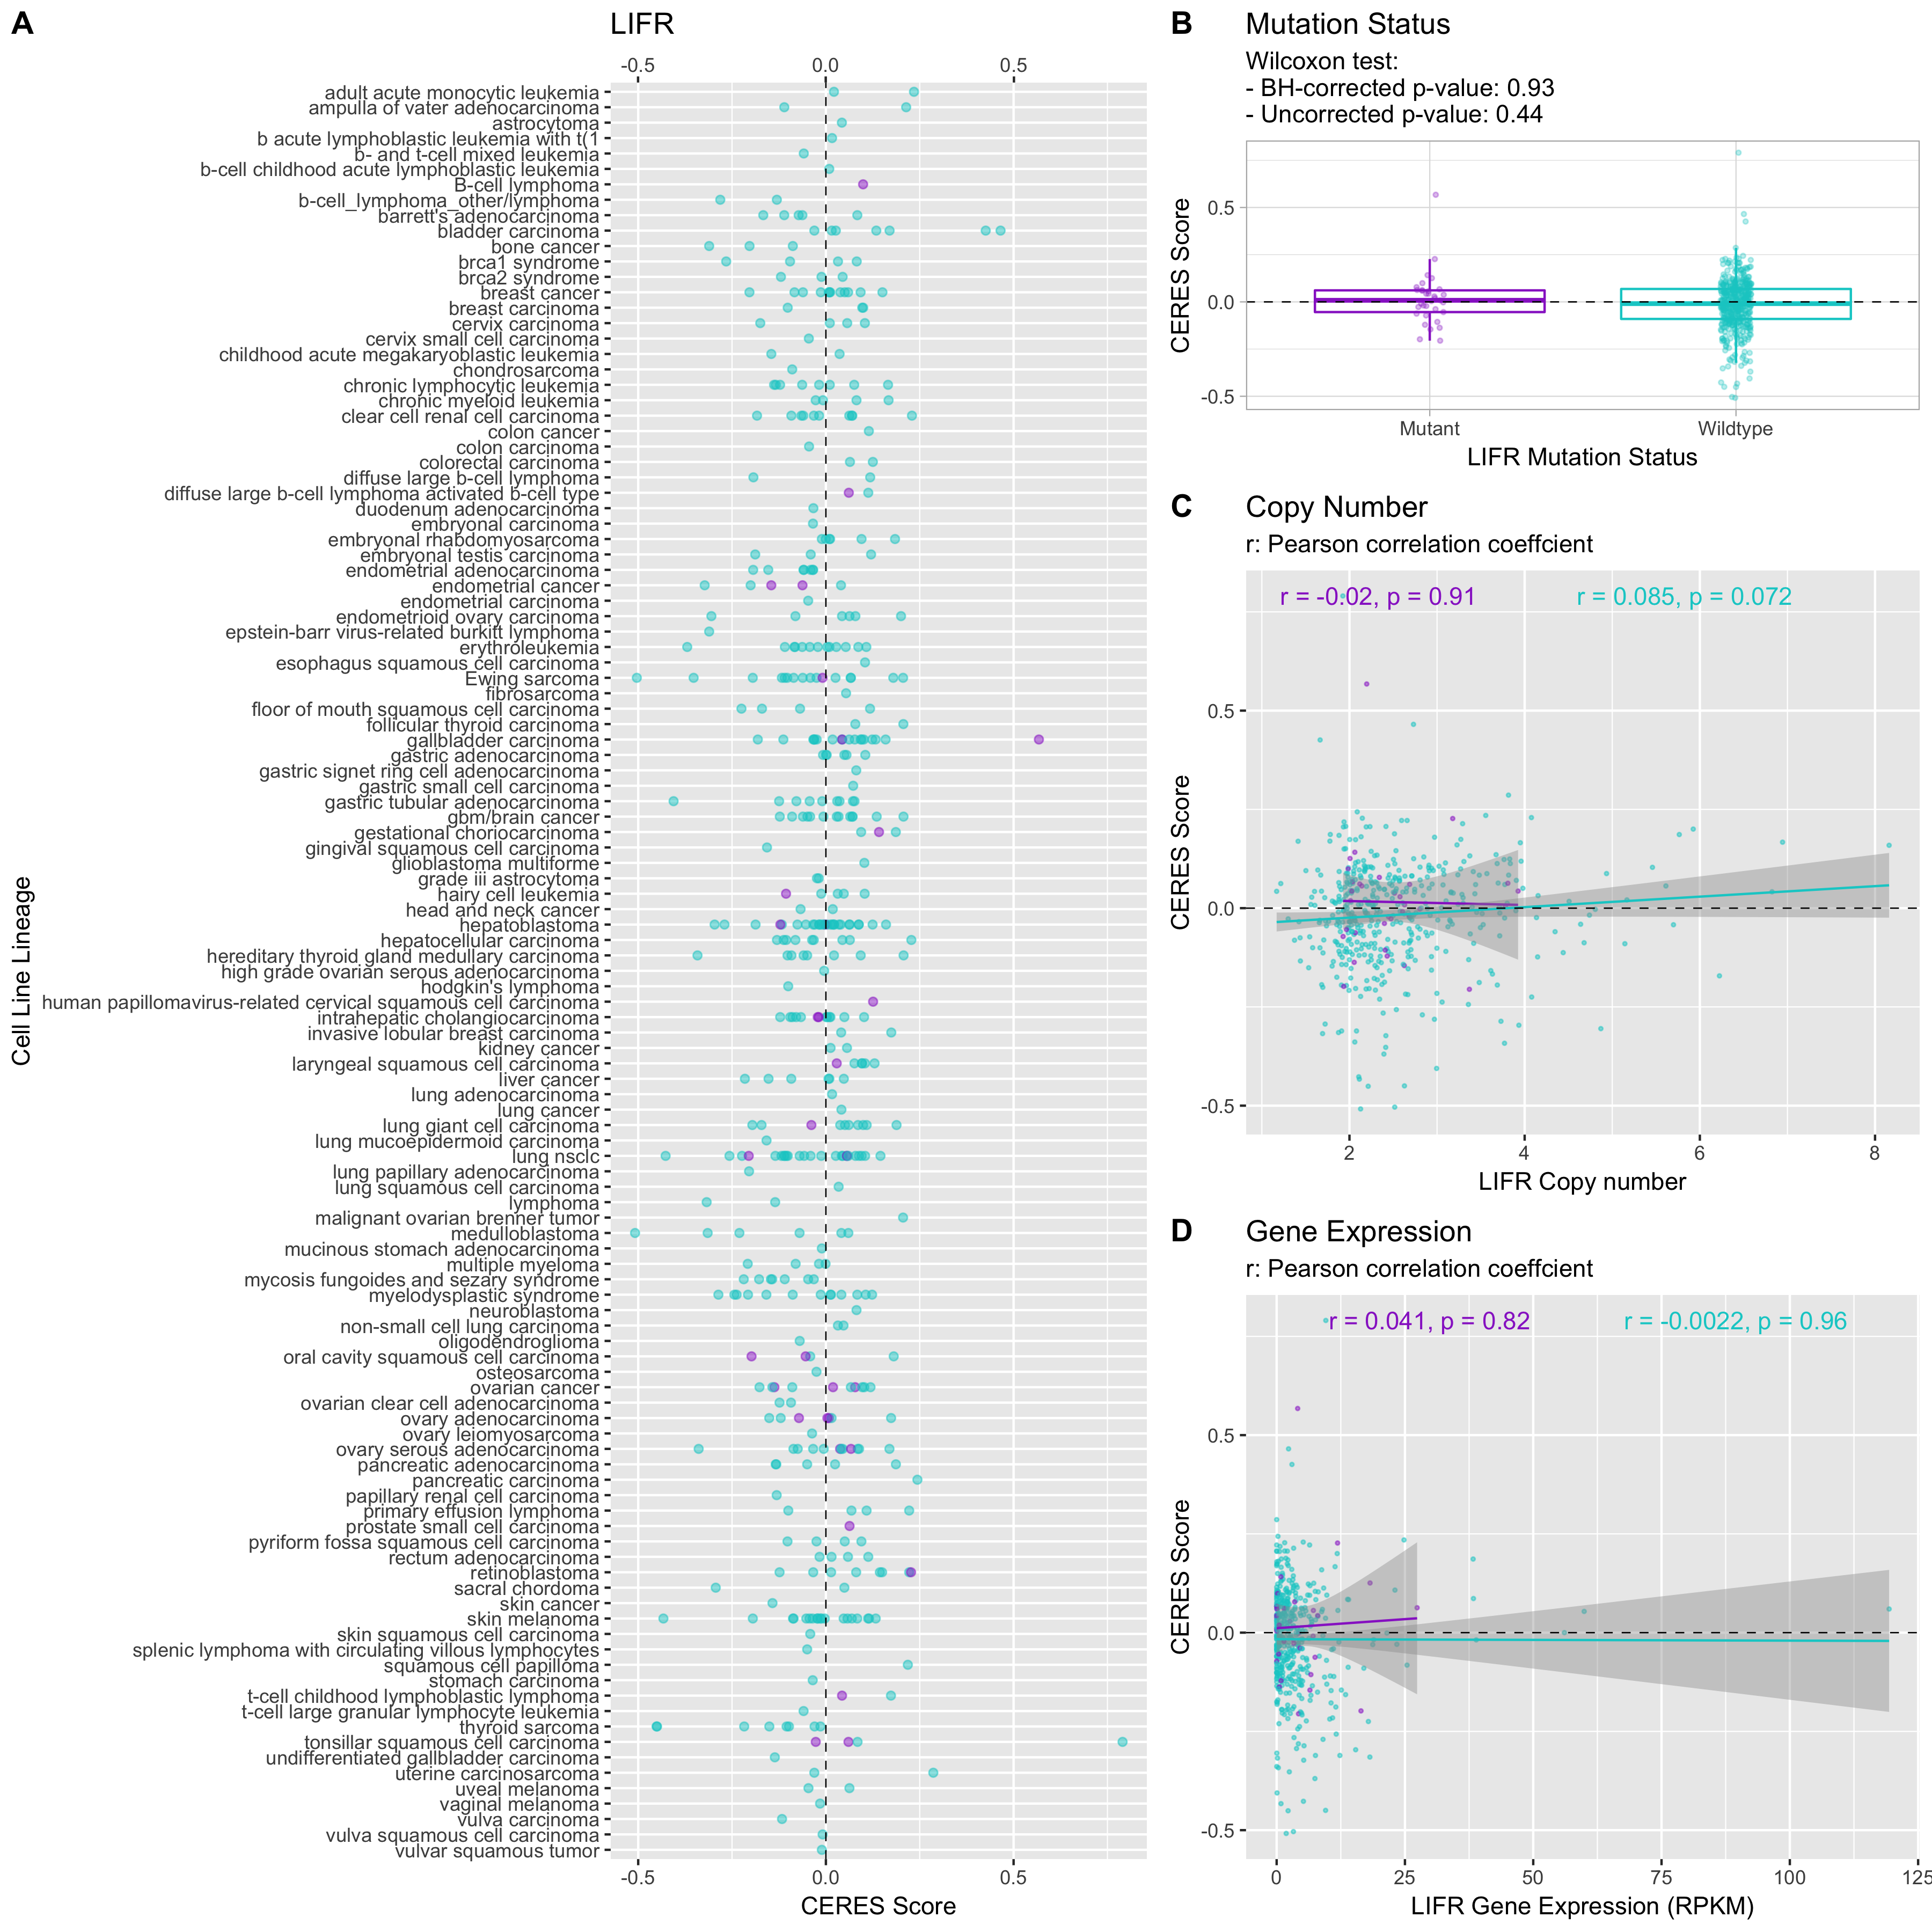 A
LIFR
-0.5 0.0 0.5
Cell Line Lineage
adult acute monocytic leukemia
ampulla of vater adenocarcinoma
astrocytoma
b acute lymphoblastic leukemia with t(1
b- and t-cell mixed leukemia
b-cell childhood acute lymphoblastic leukemia
B-cell lymphoma
b-cell_lymphoma_other/lymphoma
barrett's adenocarcinoma
bladder carcinoma
bone cancer
brca1 syndrome
brca2 syndrome
breast cancer
breast carcinoma
cervix carcinoma
cervix small cell carcinoma
childhood acute megakaryoblastic leukemia
chondrosarcoma
chronic lymphocytic leukemia
chronic myeloid leukemia
clear cell renal cell carcinoma
colon cancer
colon carcinoma
colorectal carcinoma
diffuse large b-cell lymphoma
diffuse large b-cell lymphoma activated b-cell type
duodenum adenocarcinoma
embryonal carcinoma
embryonal rhabdomyosarcoma
embryonal testis carcinoma
endometrial adenocarcinoma
endometrial cancer
endometrial carcinoma
endometrioid ovary carcinoma
epstein-barr virus-related burkitt lymphoma
erythroleukemia
esophagus squamous cell carcinoma
Ewing sarcoma
fibrosarcoma
floor of mouth squamous cell carcinoma
follicular thyroid carcinoma
gallbladder carcinoma
gastric adenocarcinoma
gastric signet ring cell adenocarcinoma
gastric small cell carcinoma
gastric tubular adenocarcinoma
gbm/brain cancer
gestational choriocarcinoma
gingival squamous cell carcinoma
glioblastoma multiforme
grade iii astrocytoma
hairy cell leukemia
head and neck cancer
hepatoblastoma
hepatocellular carcinoma
hereditary thyroid gland medullary carcinoma
high grade ovarian serous adenocarcinoma
hodgkin's lymphoma
human papillomavirus-related cervical squamous cell carcinoma
intrahepatic cholangiocarcinoma
invasive lobular breast carcinoma
kidney cancer
laryngeal squamous cell carcinoma
liver cancer
lung adenocarcinoma
lung cancer
lung giant cell carcinoma
lung mucoepidermoid carcinoma
lung nsclc
lung papillary adenocarcinoma
lung squamous cell carcinoma
lymphoma
malignant ovarian brenner tumor
medulloblastoma
mucinous stomach adenocarcinoma
multiple myeloma
mycosis fungoides and sezary syndrome
myelodysplastic syndrome
neuroblastoma
non-small cell lung carcinoma
oligodendroglioma
oral cavity squamous cell carcinoma
osteosarcoma
ovarian cancer
ovarian clear cell adenocarcinoma
ovary adenocarcinoma
ovary leiomyosarcoma
ovary serous adenocarcinoma
pancreatic adenocarcinoma
pancreatic carcinoma
papillary renal cell carcinoma
primary effusion lymphoma
prostate small cell carcinoma
pyriform fossa squamous cell carcinoma
rectum adenocarcinoma
retinoblastoma
sacral chordoma
skin cancer
skin melanoma
skin squamous cell carcinoma
splenic lymphoma with circulating villous lymphocytes
squamous cell papilloma
stomach carcinoma
t-cell childhood lymphoblastic lymphoma
t-cell large granular lymphocyte leukemia
thyroid sarcoma
tonsillar squamous cell carcinoma
undifferentiated gallbladder carcinoma
uterine carcinosarcoma
uveal melanoma
vaginal melanoma
vulva carcinoma
vulva squamous cell carcinoma
vulvar squamous tumor
-0.5 0.0 0.5
CERES Score
B
Mutation Status
Wilcoxon test:
- BH-corrected p-value: 0.93
- Uncorrected p-value: 0.44
CERES Score
0.5
0.0
-0.5
Mutant Wildtype
LIFR Mutation Status
C
Copy Number
r: Pearson correlation coeffcient
r = -0.02, p = 0.91 r = 0.085, p = 0.072
CERES Score
0.5
0.0
-0.5
2 4 6 8
LIFR Copy number
D
Gene Expression
r: Pearson correlation coeffcient
r = 0.041, p = 0.82 r = -0.0022, p = 0.96
CERES Score
0.5
0.0
-0.5
0 25 50 75 100 125
LIFR Gene Expression (RPKM)